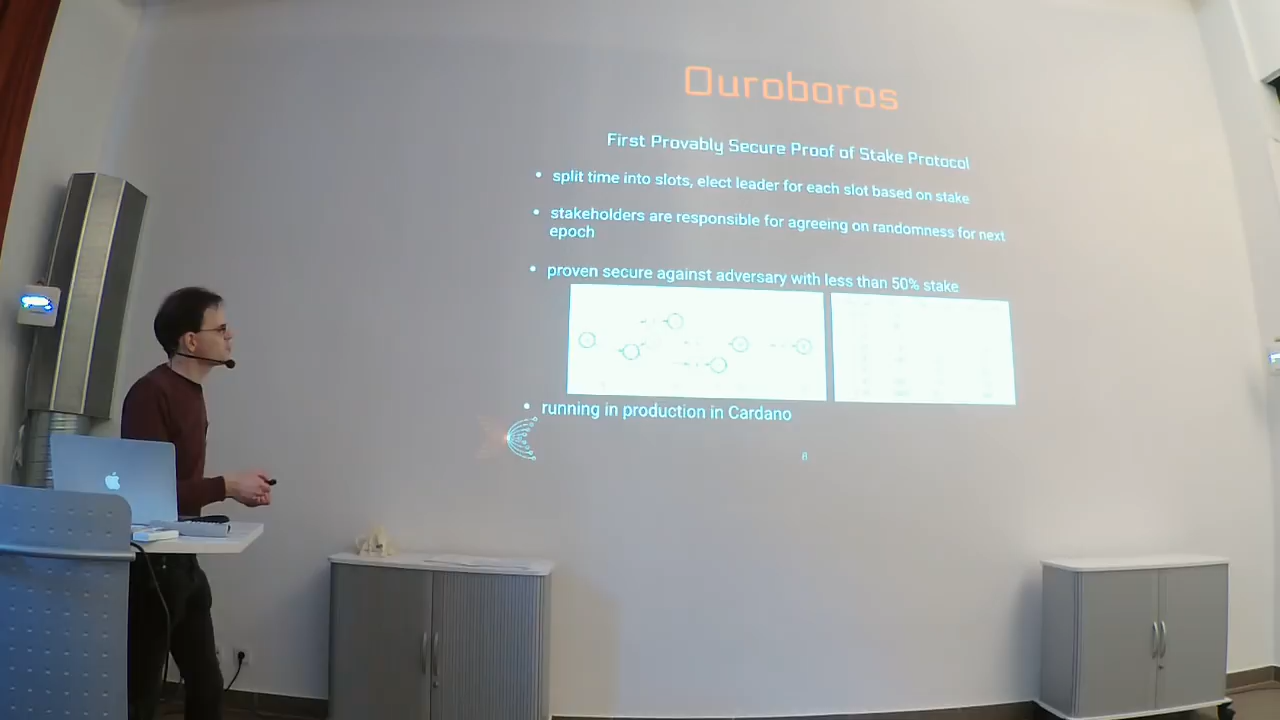 Ouroboros
First Provably Secure Proof of Stake Protocol
• split time into slots, elect leader for each slot based on stake
• stakeholders are responsible for agreeing on randomness for next
epoch
• proven secure against adversary with less than 50% stake
• running in production in Cardano